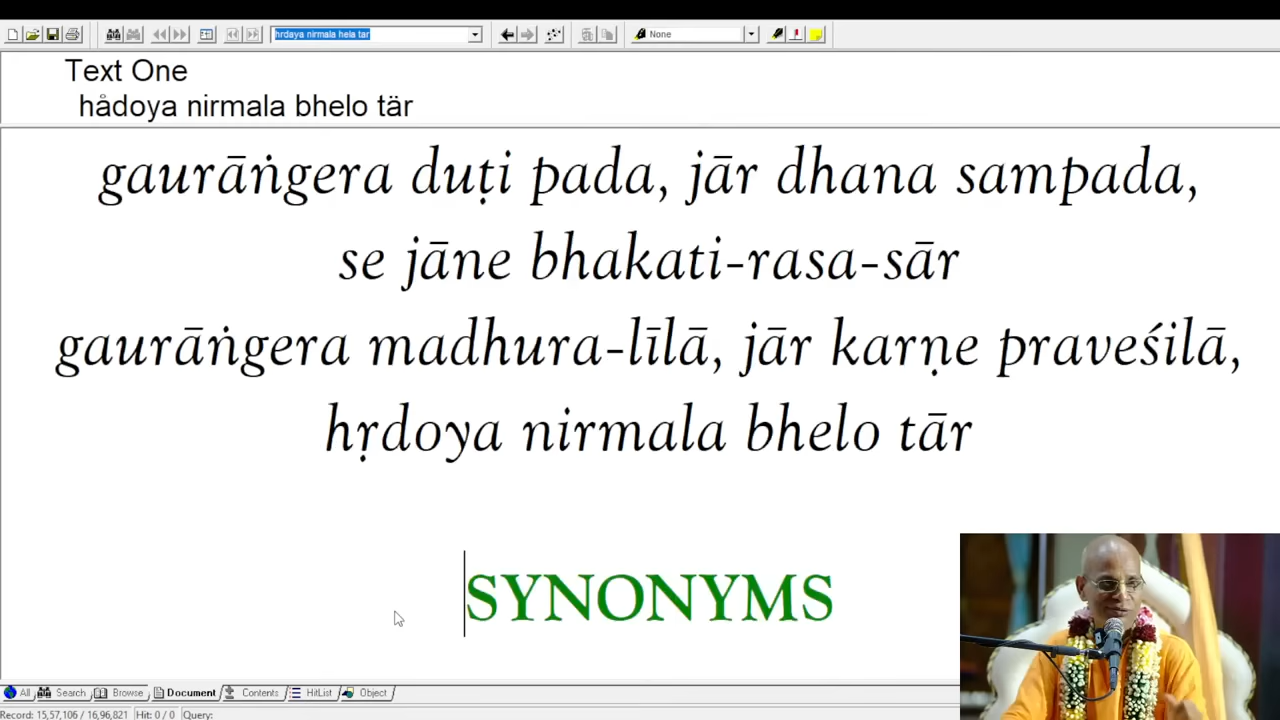 hrdaya nirmala hela tar
None
Text One
hådoya nirmala bhelo tär
gaurāṅgera duṭi pada, jār dhana sampada,
se jāne bhakati-rasa-sār
gaurāṅgera madhura-līlā, jār karṇe praveśilā,
hṛdoya nirmala bhelo tār
SYNONYMS
All Search Browse Document Contents HitList Object
Record: 15,57,106 / 16,96,821 Hit: 0 / 0 Query: